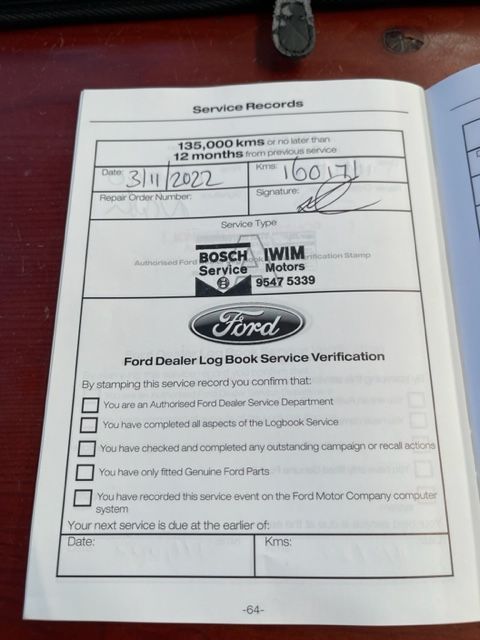 Service Records
135,000 kms or no later than
12 months from previous service
Date: 3/11/2022
Kms: 160171
Repair Order Number:
Signature:
Service Type
Authorised Ford
rification Stamp
BOSCH
Service
IWIM
Motors
9547 5339
Ford
Ford Dealer Log Book Service Verification
By stamping this service record you confirm that:
You are an Authorised Ford Dealer Service Department
You have completed all aspects of the Logbook Service
You have checked and completed any outstanding campaign or recall actions
You have only fitted Genuine Ford Parts
You have recorded this service event on the Ford Motor Company computer
system
Your next service is due at the earlier of:
Date:
Kms:
-64-